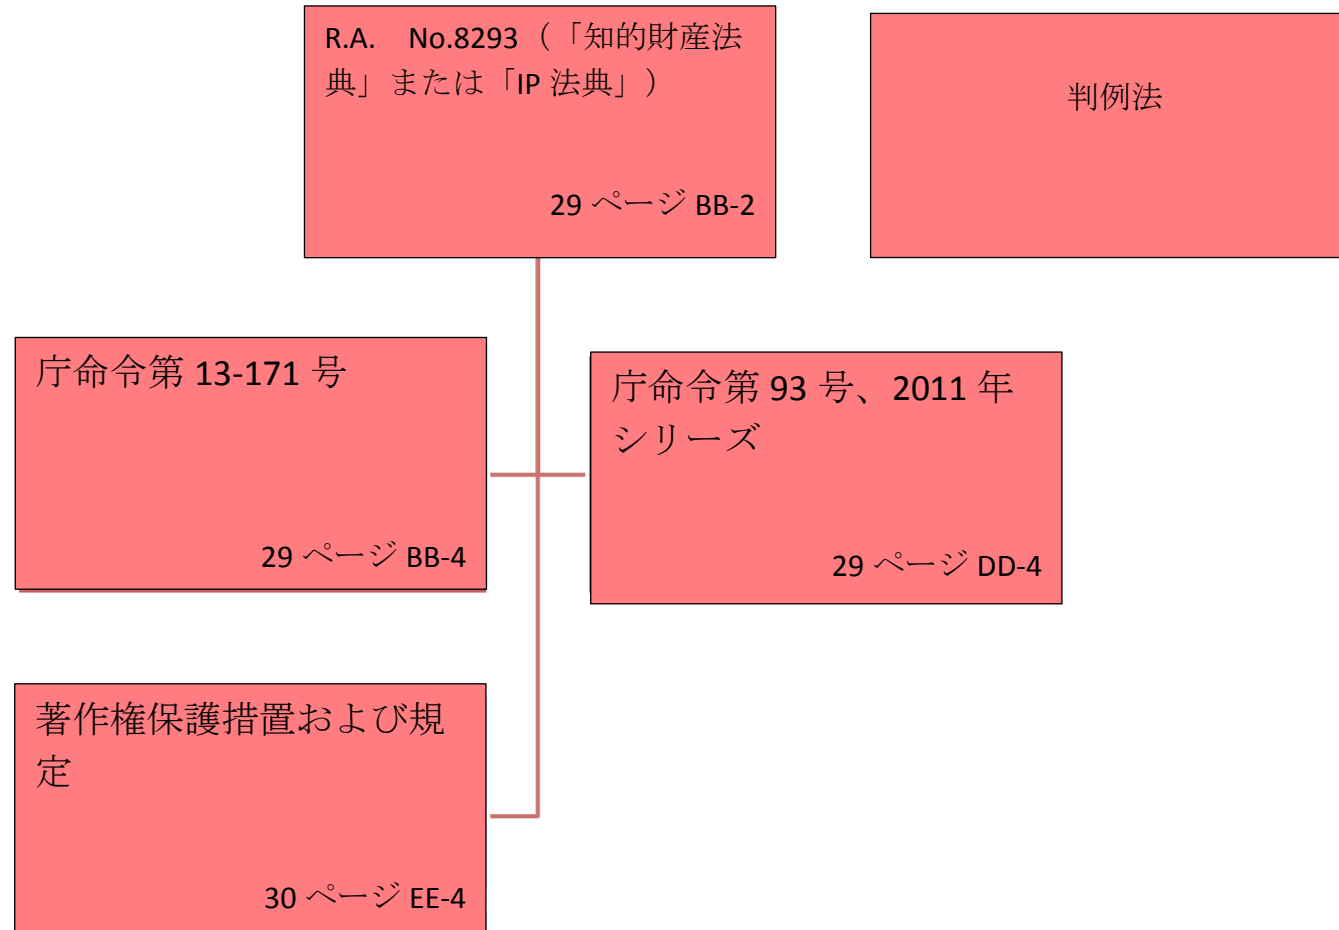 R.A. No.8293（「知的財産法
典」または「IP 法典」）
29 ページ BB-2
判例法
庁命令第 13-171 号
29 ページ BB-4
庁命令第 93 号、2011 年
シリーズ
29 ページ DD-4
著作権保護措置および規
定
30 ページ EE-4